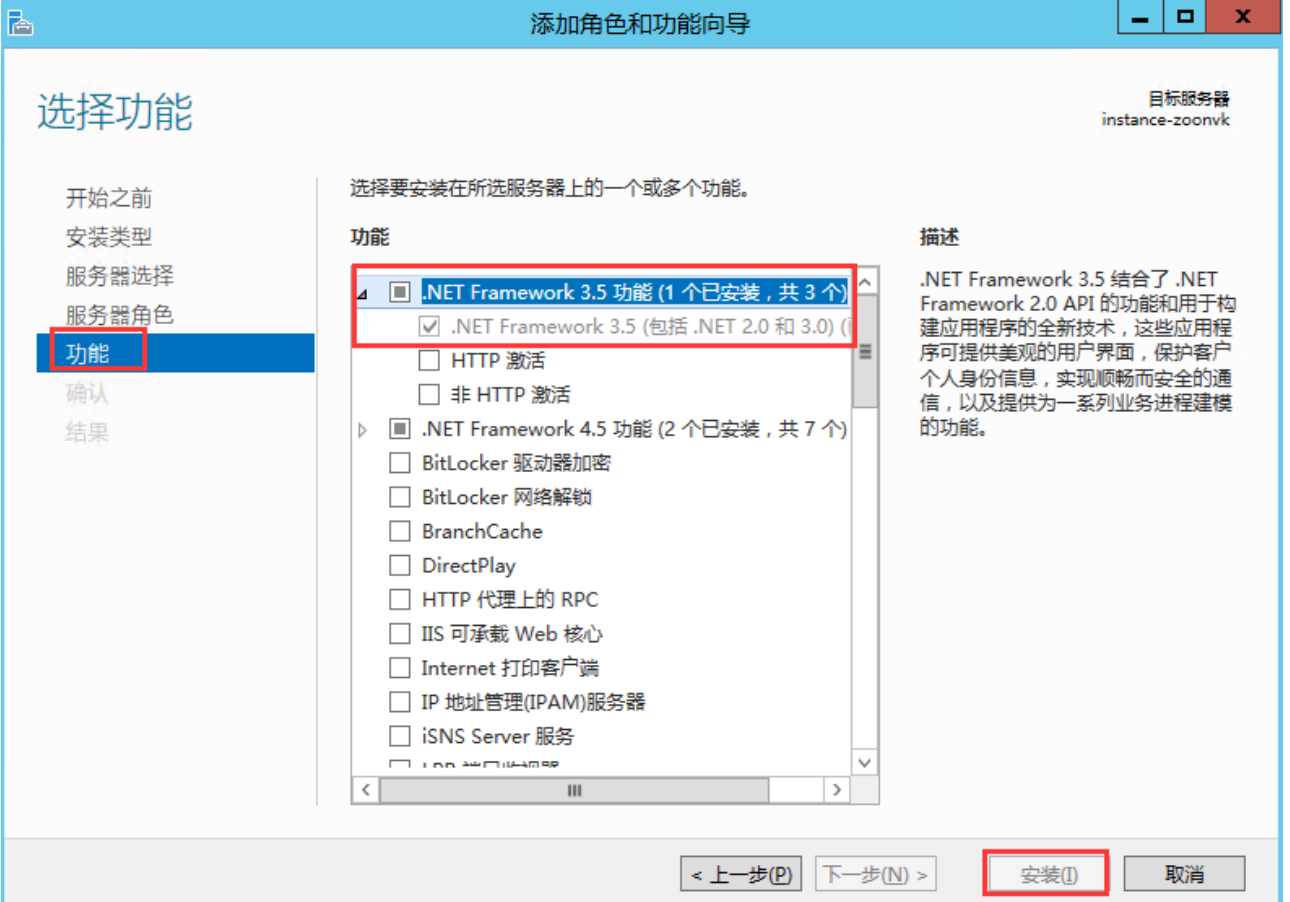 添加角色和功能向导
选择功能
目标服务器
instance-zoonvk
开始之前
安装类型
服务器选择
服务器角色
功能
确认
结果
选择要安装在所选服务器上的一个或多个功能。
功能
.NET Framework 3.5 功能 (1 个已安装，共 3 个)
.NET Framework 3.5 (包括 .NET 2.0 和 3.0) (
HTTP 激活
非 HTTP 激活
.NET Framework 4.5 功能 (2 个已安装，共 7 个)
BitLocker 驱动器加密
BitLocker 网络解锁
BranchCache
DirectPlay
HTTP 代理上的 RPC
IIS 可承载 Web 核心
Internet 打印客户端
IP 地址管理(IPAM)服务器
iSNS Server 服务
描述
.NET Framework 3.5 结合了 .NET
Framework 2.0 API 的功能和用于构
建应用程序的全新技术，这些应用程
序可提供美观的用户界面，保护客户
个人身份信息，实现顺畅而安全的通
信，以及提供为一系列业务进程建模
的功能。
< 上一步(P)
下一步(N) >
安装(I)
取消